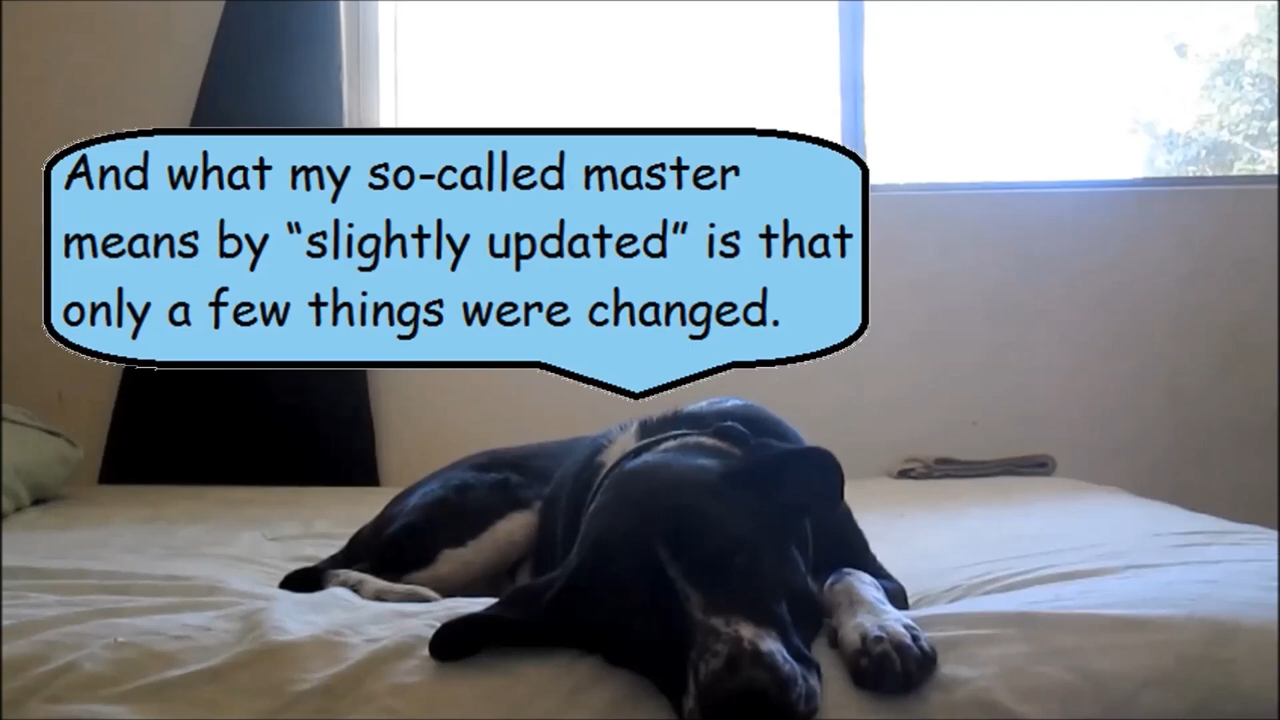 And what my so-called master
means by “slightly updated” is that
only a few things were changed.